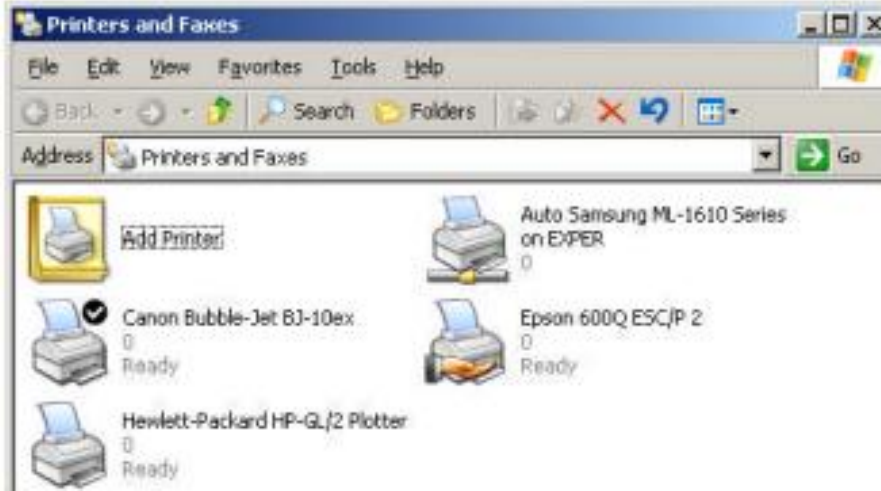 Printers and Faxes
File Edit View Favorites Tools Help
Back Search Folders
Address Printers and Faxes Go
Add Printer
Auto Samsung ML-1610 Series
on EXPER
0
Canon Bubble-Jet BJ-10ex
0
Ready
Epson 600Q ESC/P 2
0
Ready
Hewlett-Packard HP-GL/2 Plotter
0
Ready